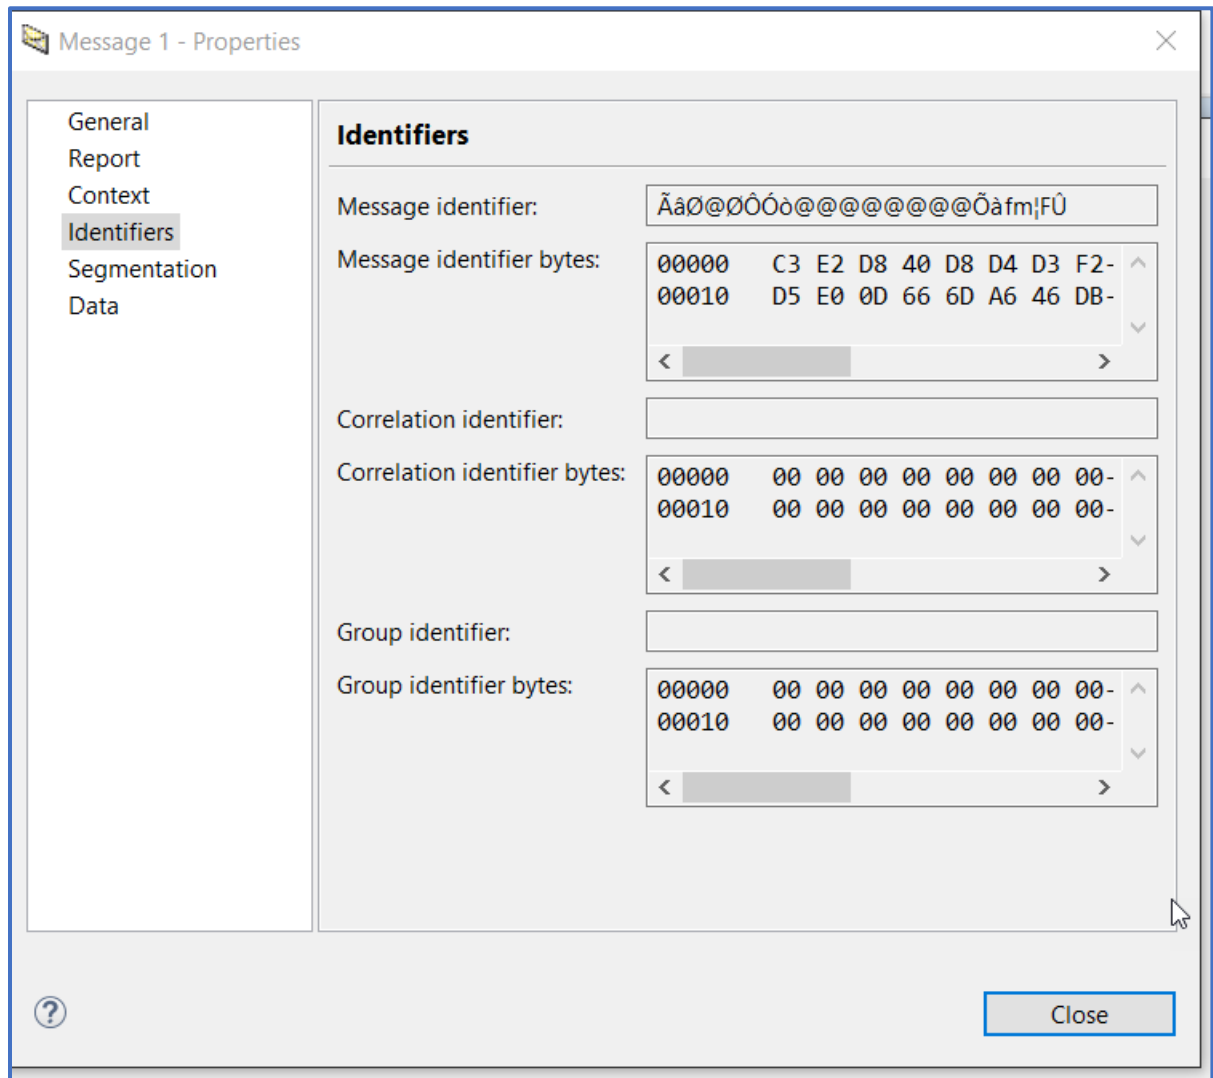 Message 1 - Properties
General
Report
Context
Identifiers
Segmentation
Data
Identifiers
Message identifier:
ÃâØ@ØÔÓò@@@@@@@@Õàfm¦FÛ
Message identifier bytes:
00000 C3 E2 D8 40 D8 D4 D3 F2-
00010 D5 E0 0D 66 6D A6 46 DB-
Correlation identifier:
Correlation identifier bytes:
00000 00 00 00 00 00 00 00 00-
00010 00 00 00 00 00 00 00 00-
Group identifier:
Group identifier bytes:
00000 00 00 00 00 00 00 00 00-
00010 00 00 00 00 00 00 00 00-
Close